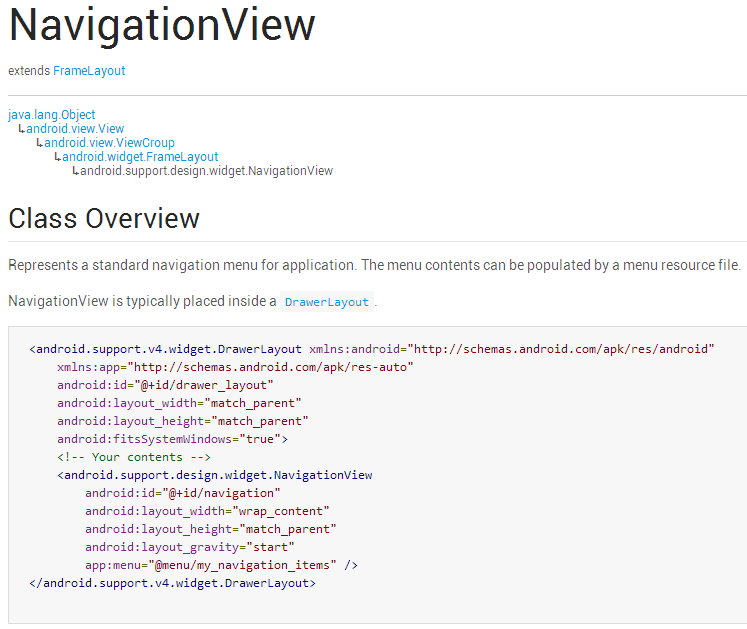 NavigationView
extends FrameLayout
java.lang.Object
↳android.view.View
↳android.view.ViewGroup
↳android.widget.FrameLayout
↳android.support.design.widget.NavigationView
Class Overview
Represents a standard navigation menu for application. The menu contents can be populated by a menu resource file.
NavigationView is typically placed inside a DrawerLayout.
<android.support.v4.widget.DrawerLayout xmlns:android="http://schemas.android.com/apk/res/android"
    xmlns:app="http://schemas.android.com/apk/res-auto"
    android:id="@+id/drawer_layout"
    android:layout_width="match_parent"
    android:layout_height="match_parent"
    android:fitsSystemWindows="true">
    <!-- Your contents -->
    <android.support.design.widget.NavigationView
        android:id="@+id/navigation"
        android:layout_width="wrap_content"
        android:layout_height="match_parent"
        android:layout_gravity="start"
        app:menu="@menu/my_navigation_items" />
</android.support.v4.widget.DrawerLayout>